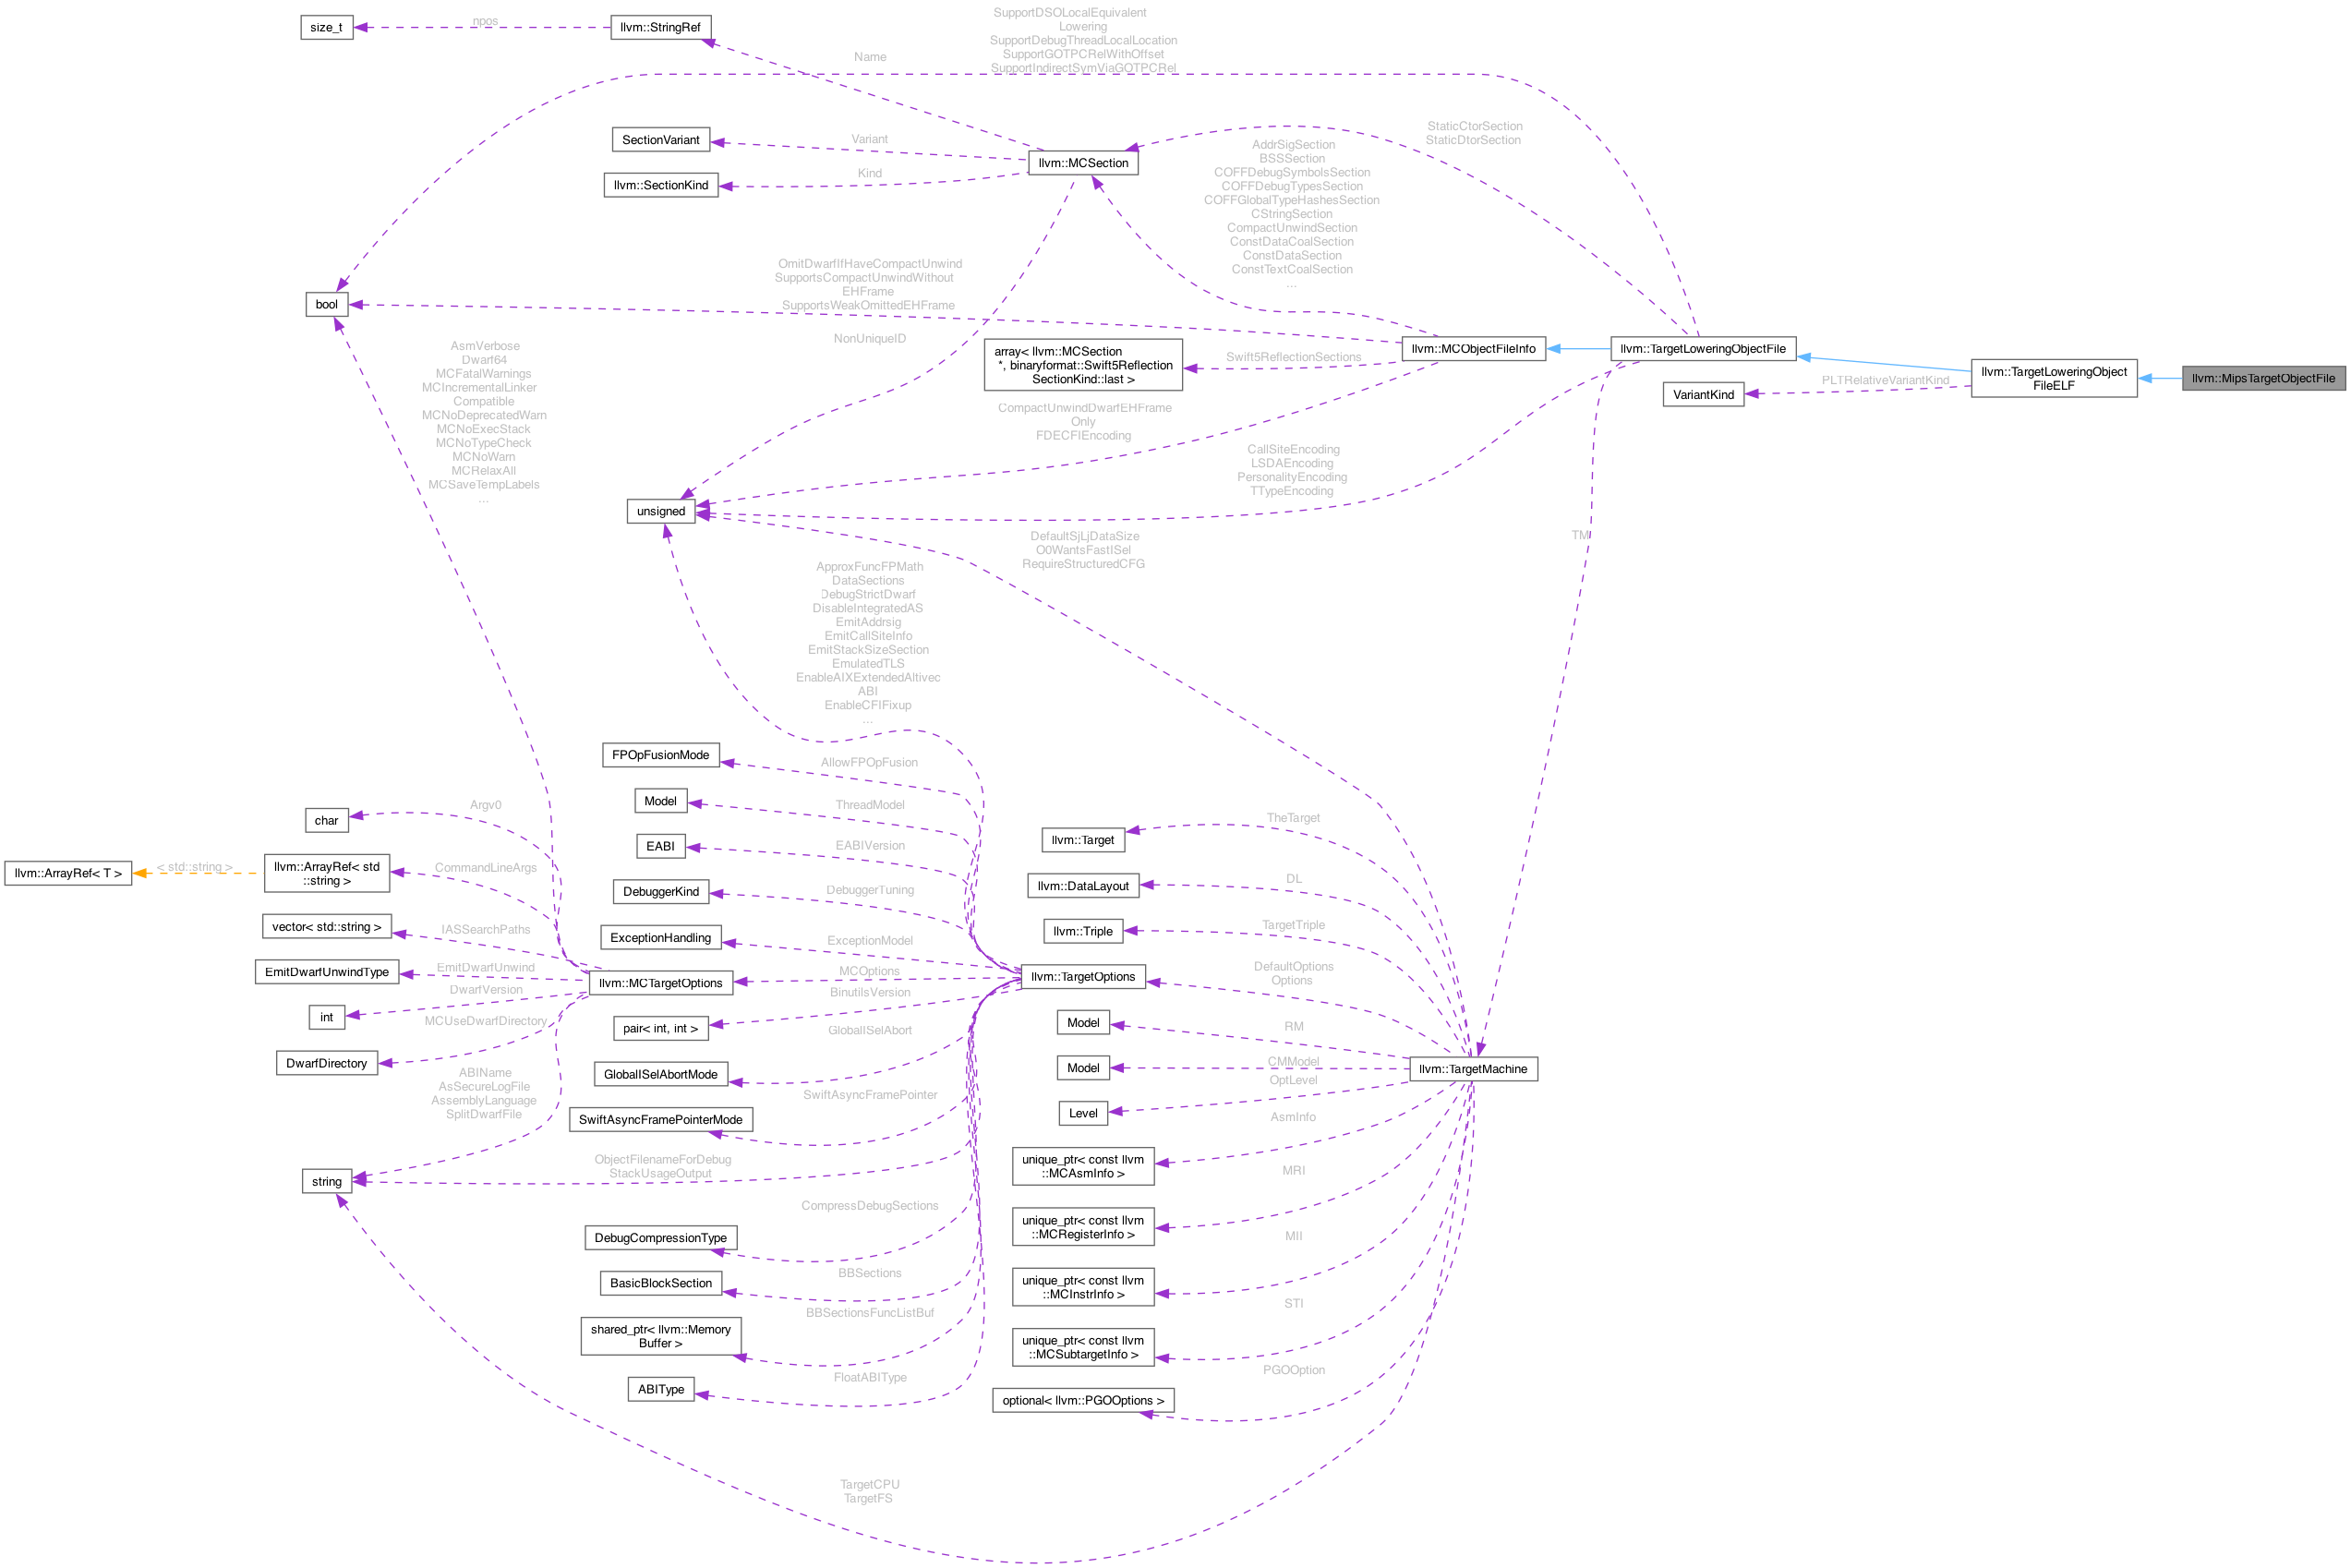 size_t
npos
llvm::StringRef
SupportDSOLocalEquivalent
Lowering
SupportDebugThreadLocalLocation
SupportGOTPCRelWithOffset
SupportIndirectSymViaGOTPCRel
Name
SectionVariant
Variant
llvm::SectionKind
Kind
llvm::MCSection
StaticCtorSection
StaticDtorSection
AddrSigSection
BSSSection
COFFDebugSymbolsSection
COFFDebugTypesSection
COFFGlobalTypeHashesSection
CStringSection
CompactUnwindSection
ConstDataCoalSection
ConstDataSection
ConstTextCoalSection
...
OmitDwarfIfHaveCompactUnwind
SupportsCompactUnwindWithout
EHFrame
SupportsWeakOmittedEHFrame
bool
NonUniqueID
array< llvm::MCSection
*, binaryformat::Swift5Reflection
SectionKind::last >
Swift5ReflectionSections
llvm::MCObjectFileInfo
llvm::TargetLoweringObjectFile
VariantKind
PLTRelativeVariantKind
llvm::TargetLoweringObject
FileELF
llvm::MipsTargetObjectFile
AsmVerbose
Dwarf64
MCFatalWarnings
MCIncrementalLinker
Compatible
MCNoDeprecatedWarn
MCNoExecStack
MCNoTypeCheck
MCNoWarn
MCRelaxAll
MCSaveTempLabels
...
CompactUnwindDwarfEHFrame
Only
FDECFIEncoding
CallSiteEncoding
LSDAEncoding
PersonalityEncoding
TTypeEncoding
unsigned
DefaultSjLjDataSize
O0WantsFastISel
RequireStructuredCFG
TM
ApproxFuncFPMath
DataSections
DebugStrictDwarf
DisableIntegratedAS
EmitAddrsig
EmitCallSiteInfo
EmitStackSizeSection
EmulatedTLS
EnableAIXExtendedAltivec
ABI
EnableCFIFixup
...
FPOpFusionMode
AllowFPOpFusion
Model
ThreadModel
EABI
EABIVersion
DebuggerKind
DebuggerTuning
ExceptionHandling
ExceptionModel
MCOptions
llvm::TargetOptions
pair< int, int >
BinutilsVersion
GlobalISelAbortMode
GlobalISelAbort
SwiftAsyncFramePointerMode
SwiftAsyncFramePointer
ObjectFilenameForDebug
StackUsageOutput
DebugCompressionType
CompressDebugSections
BasicBlockSection
BBSections
shared_ptr< llvm::Memory
Buffer >
BBSectionsFuncListBuf
ABIType
FloatABIType
char
Argv0
llvm::ArrayRef< T >
< std::string >
llvm::ArrayRef< std
::string >
CommandLineArgs
vector< std::string >
IASSearchPaths
EmitDwarfUnwindType
EmitDwarfUnwind
llvm::MCTargetOptions
int
DwarfVersion
DwarfDirectory
MCUseDwarfDirectory
ABIName
AsSecureLogFile
AssemblyLanguage
SplitDwarfFile
string
llvm::Target
TheTarget
llvm::DataLayout
DL
llvm::Triple
TargetTriple
DefaultOptions
Options
Model
RM
Model
CMModel
Level
OptLevel
llvm::TargetMachine
unique_ptr< const llvm
::MCAsmInfo >
AsmInfo
unique_ptr< const llvm
::MCRegisterInfo >
MRI
unique_ptr< const llvm
::MCInstrInfo >
MII
unique_ptr< const llvm
::MCSubtargetInfo >
STI
optional< llvm::PGOOptions >
PGOOption
TargetCPU
TargetFS